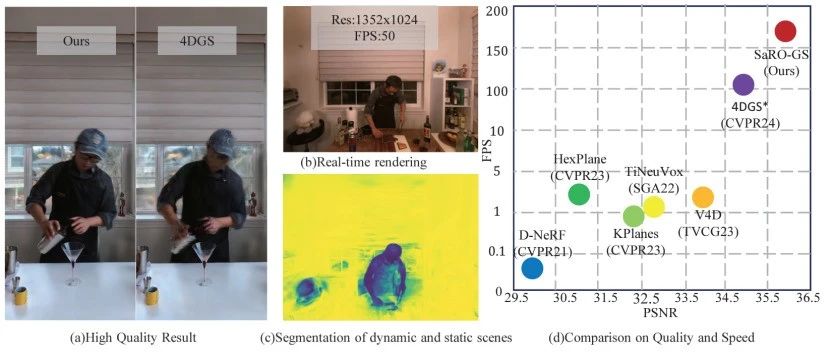 Ours
4DGS
(a)High Quality Result
Res:1352x1024
FPS:50
(b)Real-time rendering
(c)Segmentation of dynamic and static scenes
200
150
100
10
5
1
0.1
0
FPS
SaRO-GS
(Ours)
4DGS*
(CVPR24)
HexPlane
(CVPR23)
TiNeuVox
(SGA22)
V4D
(TVCG23)
KPlanes
(CVPR23)
D-NeRF
(CVPR21)
29.5 30.5 31.5 32.5 33.5 34.5 35.5 36.5
PSNR
(d)Comparison on Quality and Speed